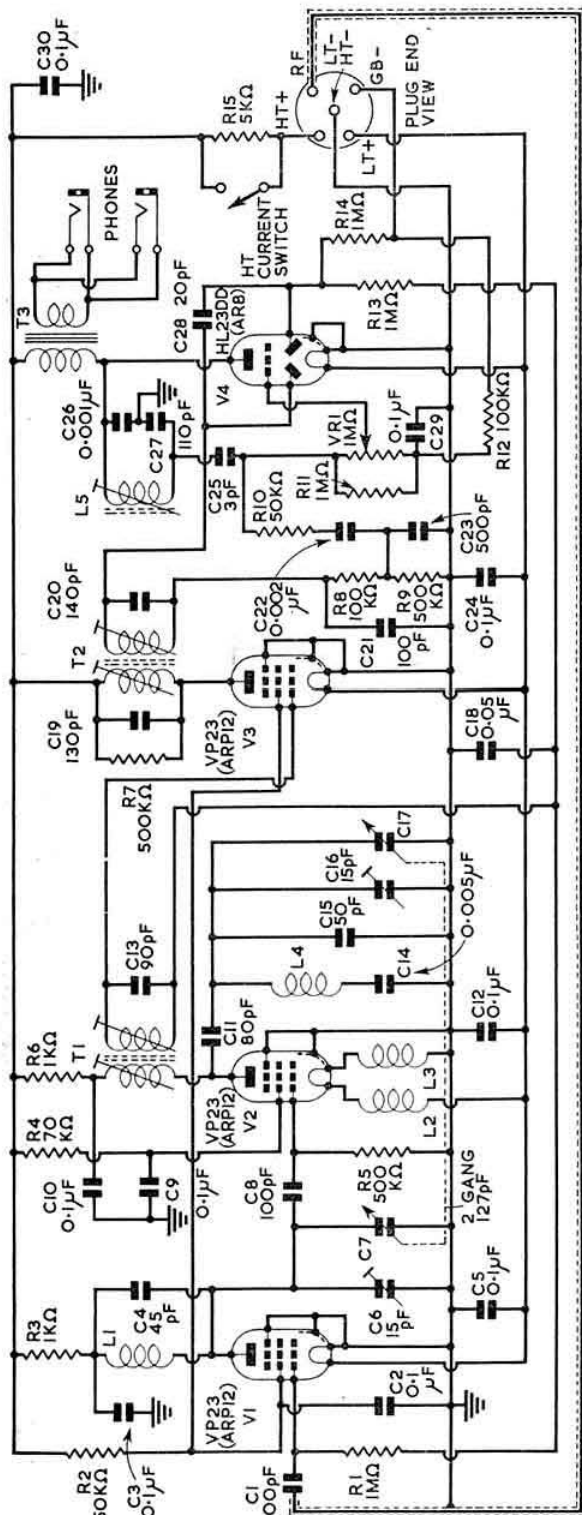 C30
0.1µF
R15
5KΩ
HT+
RF
LT-
HT-
GB-
PLUG END
VIEW
LT+
PHONES
T3
HT
CURRENT
SWITCH
R14
1MΩ
R13
1MΩ
C28
20pF
HL23DD
(AR8)
V4
C26
0.001µF
C27
110pF
L5
C25
3pF
R10
50KΩ
R11
1MΩ
VR1
1MΩ
0.1µF
C29
R12
100KΩ
C20
140pF
T2
C22
0.002
µF
R8
100
KΩ
R9
500
KΩ
C23
500pF
C21
100
pF
C24
0.1µF
C19
130pF
R7
500KΩ
VP23
(ARP12)
V3
C18
0.05
µF
C13
90pF
T1
R6
1KΩ
R4
70
KΩ
C11
80pF
L4
C15
50
pF
C16
15pF
C17
C14
0.005µF
C10
0.1µF
C9
0.1µF
VP23
(ARP12)
V2
C12
0.1µF
L3
L2
C8
100pF
R5
500
KΩ
2 GANG
127pF
R3
1KΩ
L1
C4
45
pF
C7
C6
15
pF
C5
0.1µF
VP23
(ARP12)
V1
C2
0.1
µF
R2
C3
C1
R1
1MΩ